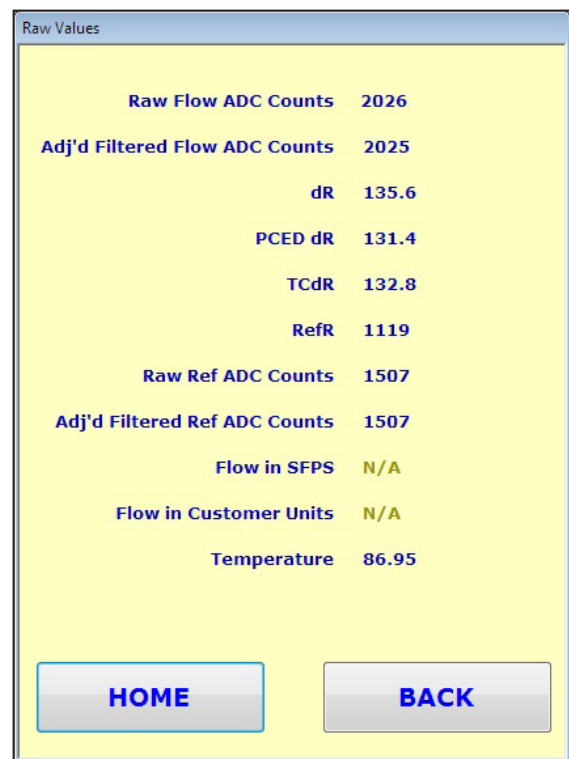 Raw Values
Raw Flow ADC Counts 2026
Adj'd Filtered Flow ADC Counts 2025
dR 135.6
PCED dR 131.4
TCdR 132.8
RefR 1119
Raw Ref ADC Counts 1507
Adj'd Filtered Ref ADC Counts 1507
Flow in SFPS N/A
Flow in Customer Units N/A
Temperature 86.95
HOME BACK